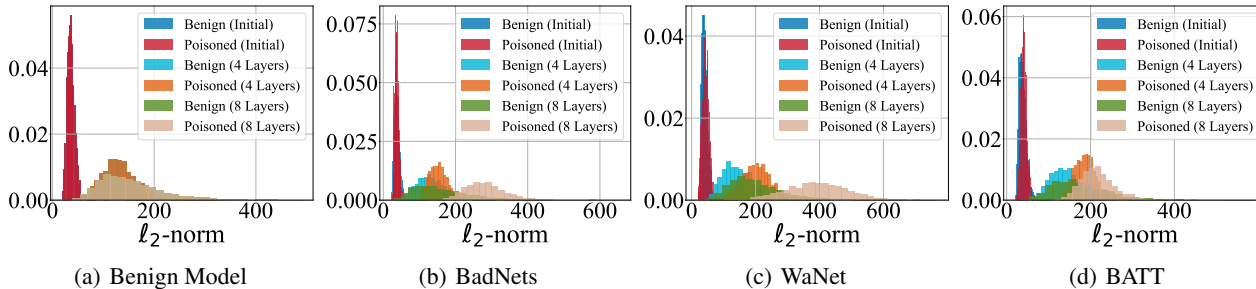 0.04
0.02
0.00
0 200 400
ℓ2-norm
Benign (Initial)
Poisoned (Initial)
Benign (4 Layers)
Poisoned (4 Layers)
Benign (8 Layers)
Poisoned (8 Layers)
(a) Benign Model
0.075
0.050
0.025
0.000
0 200 400 600
ℓ2-norm
Benign (Initial)
Poisoned (Initial)
Benign (4 Layers)
Poisoned (4 Layers)
Benign (8 Layers)
Poisoned (8 Layers)
(b) BadNets
0.04
0.02
0.00
0 200 400 600
ℓ2-norm
Benign (Initial)
Poisoned (Initial)
Benign (4 Layers)
Poisoned (4 Layers)
Benign (8 Layers)
Poisoned (8 Layers)
(c) WaNet
0.06
0.04
0.02
0.00
0 200 400
ℓ2-norm
Benign (Initial)
Poisoned (Initial)
Benign (4 Layers)
Poisoned (4 Layers)
Benign (8 Layers)
Poisoned (8 Layers)
(d) BATT